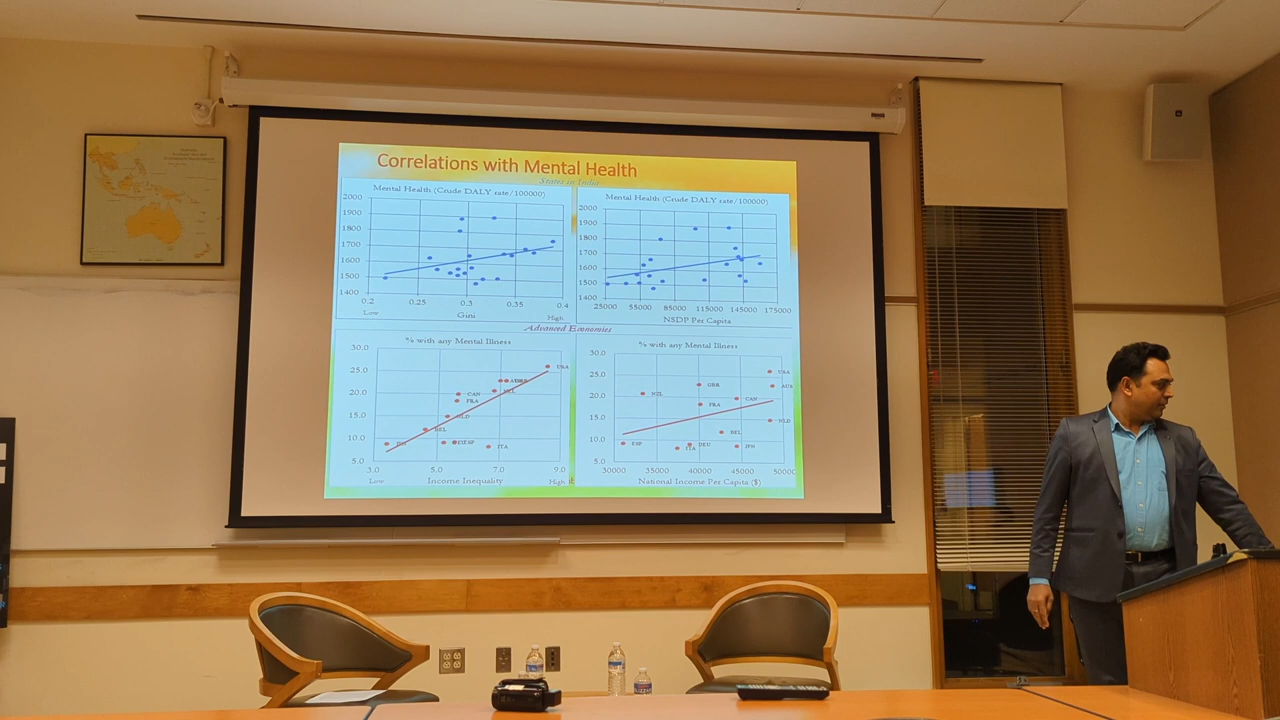 Correlations with Mental Health
States in India
Mental Health (Crude DALY rate/100000)
2000
1900
1800
1700
1600
1500
1400
0.2
0.25
0.3
0.35
0.4
Low
Gini
High
Mental Health (Crude DALY rate/100000)
2000
1900
1800
1700
1600
1500
1400
25000
55000
85000
115000
145000
175000
NSDP Per Capita
Advanced Economies
% with any Mental Illness
30.0
25.0
20.0
15.0
10.0
5.0
USA
CAN
FRA
NLD
BEL
ITA
3.0
5.0
7.0
9.0
Low
Income Inequality
High
% with any Mental Illness
30.0
25.0
20.0
15.0
10.0
5.0
USA
GBR
AUS
NZL
CAN
FRA
NLD
BEL
ESP
ITA
DEU
JPN
30000
35000
40000
45000
50000
National Income Per Capita ($)